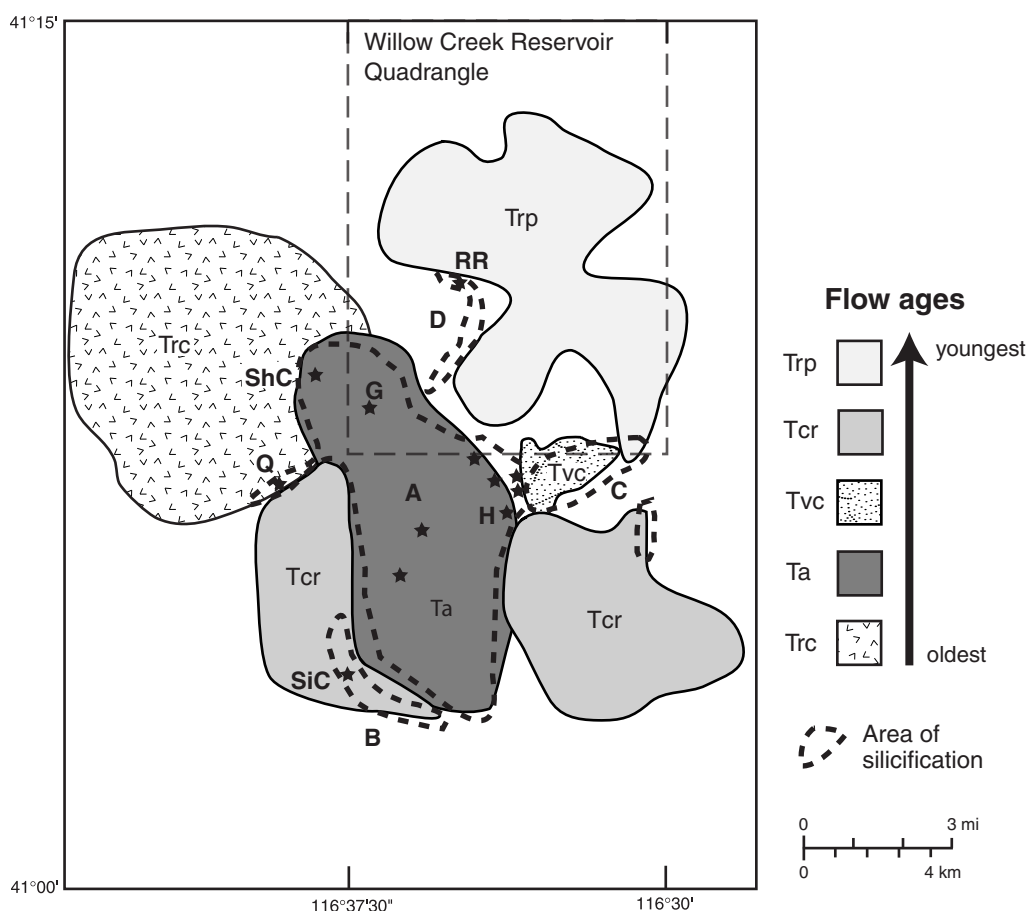 41°15'
Willow Creek Reservoir
Quadrangle
Trp
RR
D
Trc
ShC
G
Q
A
Tvc
C
H
Tcr
Ta
Tcr
SiC
B
41°00'
116°37'30"
116°30'
Flow ages
Trp
youngest
Tcr
Tvc
Ta
Trc
oldest
Area of
silicification
0
3 mi
0
4 km